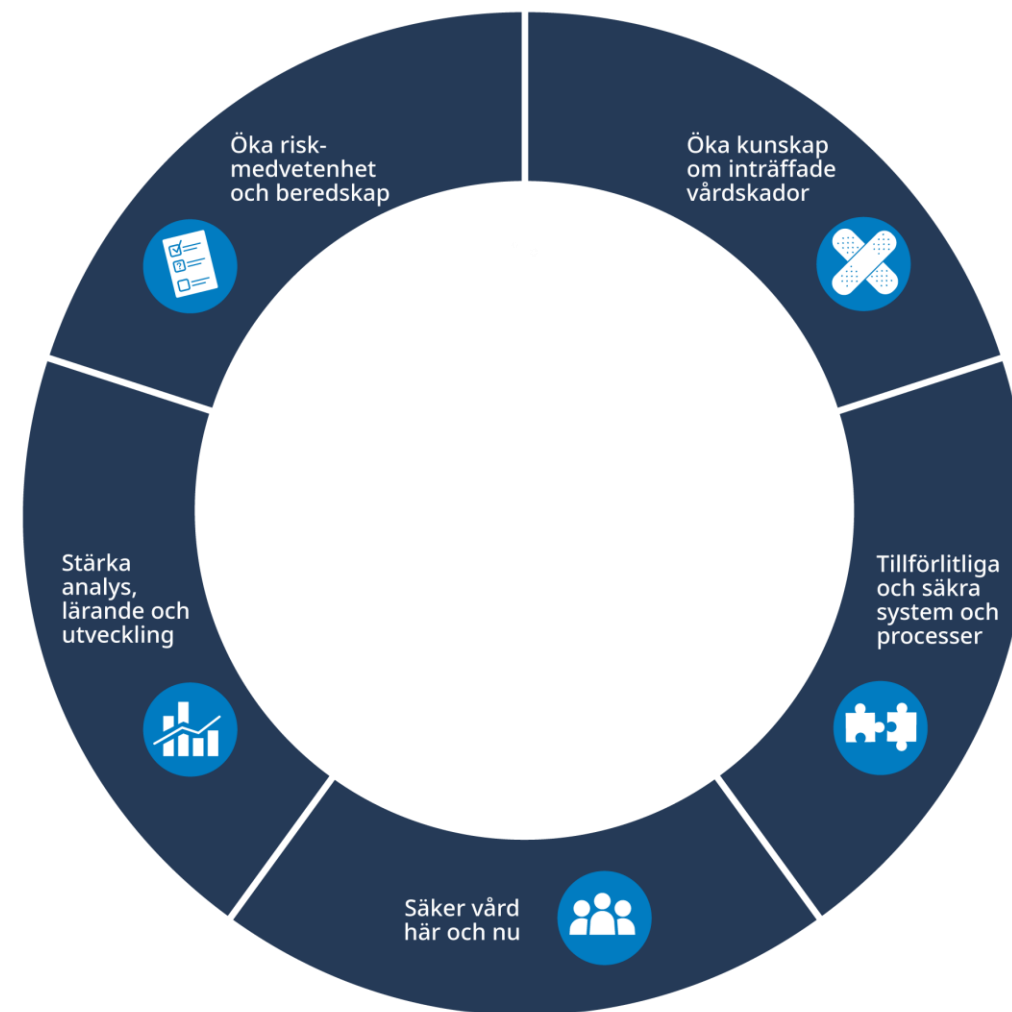 Öka risk-
medvetenhet
och beredskap
Öka kunskap
om inträffade
vårdskador
Stärka
analys,
lärande och
utveckling
Tillförlitliga
och säkra
system och
processer
Säker vård
här och nu
?